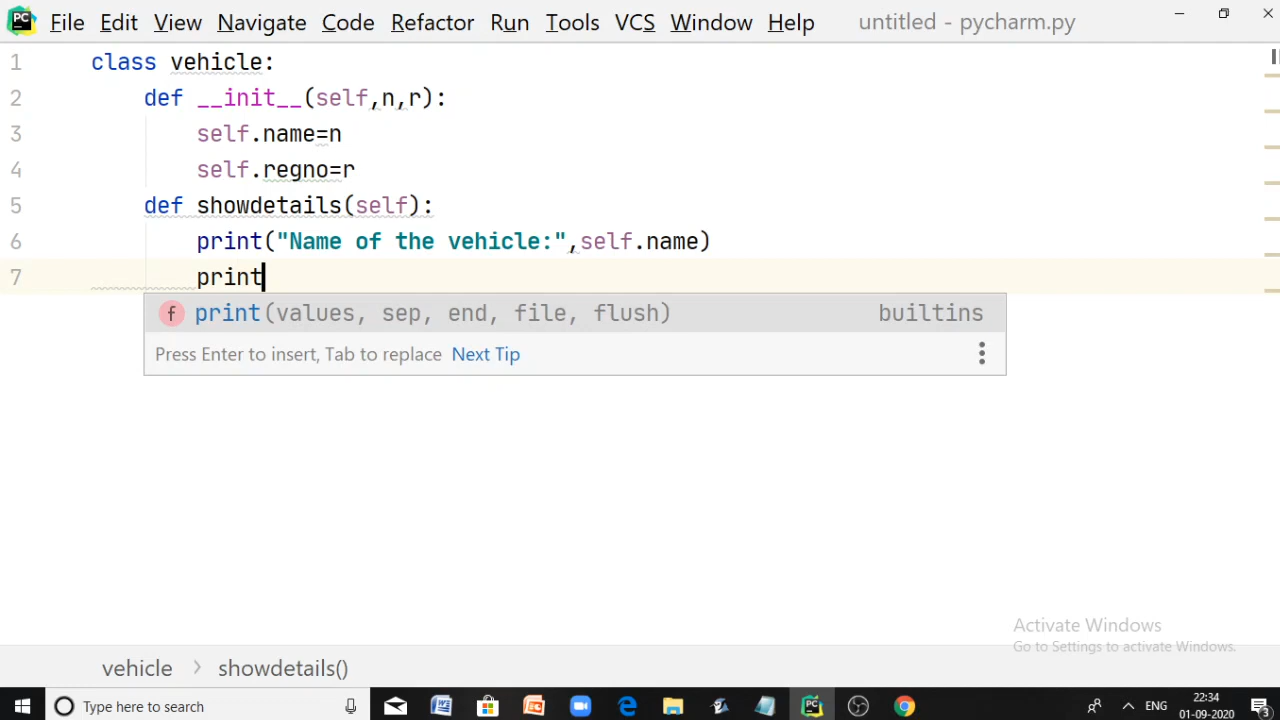 PC File Edit View Navigate Code Refactor Run Tools VCS Window Help untitled - pycharm.py
1 class vehicle:
2 def __init__(self,n,r):
3 self.name=n
4 self.regno=r
5 def showdetails(self):
6 print("Name of the vehicle:",self.name)
7 print
f print(values, sep, end, file, flush) builtins
Press Enter to insert, Tab to replace Next Tip
Activate Windows
Go to Settings to activate Windows.
vehicle > showdetails()
Type here to search ENG 22:34
01-09-2020 3